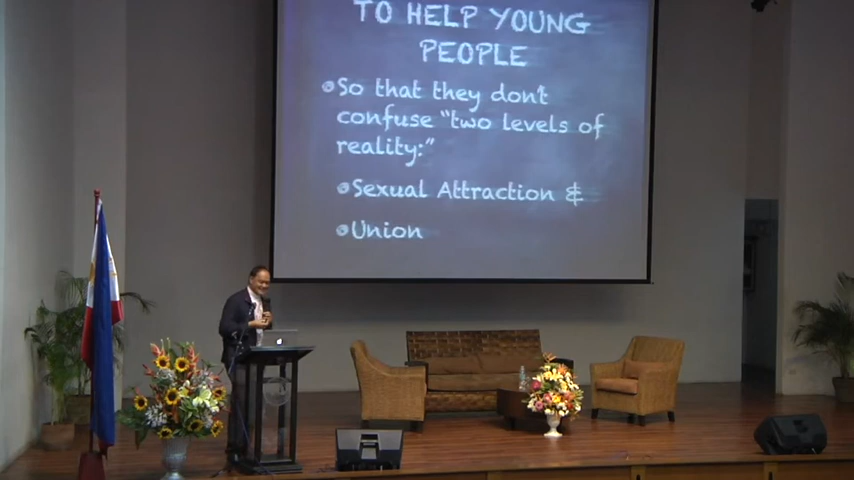 TO HELP YOUNG
PEOPLE
So that they don't
confuse "two levels of
reality:"
Sexual Attraction &
Union